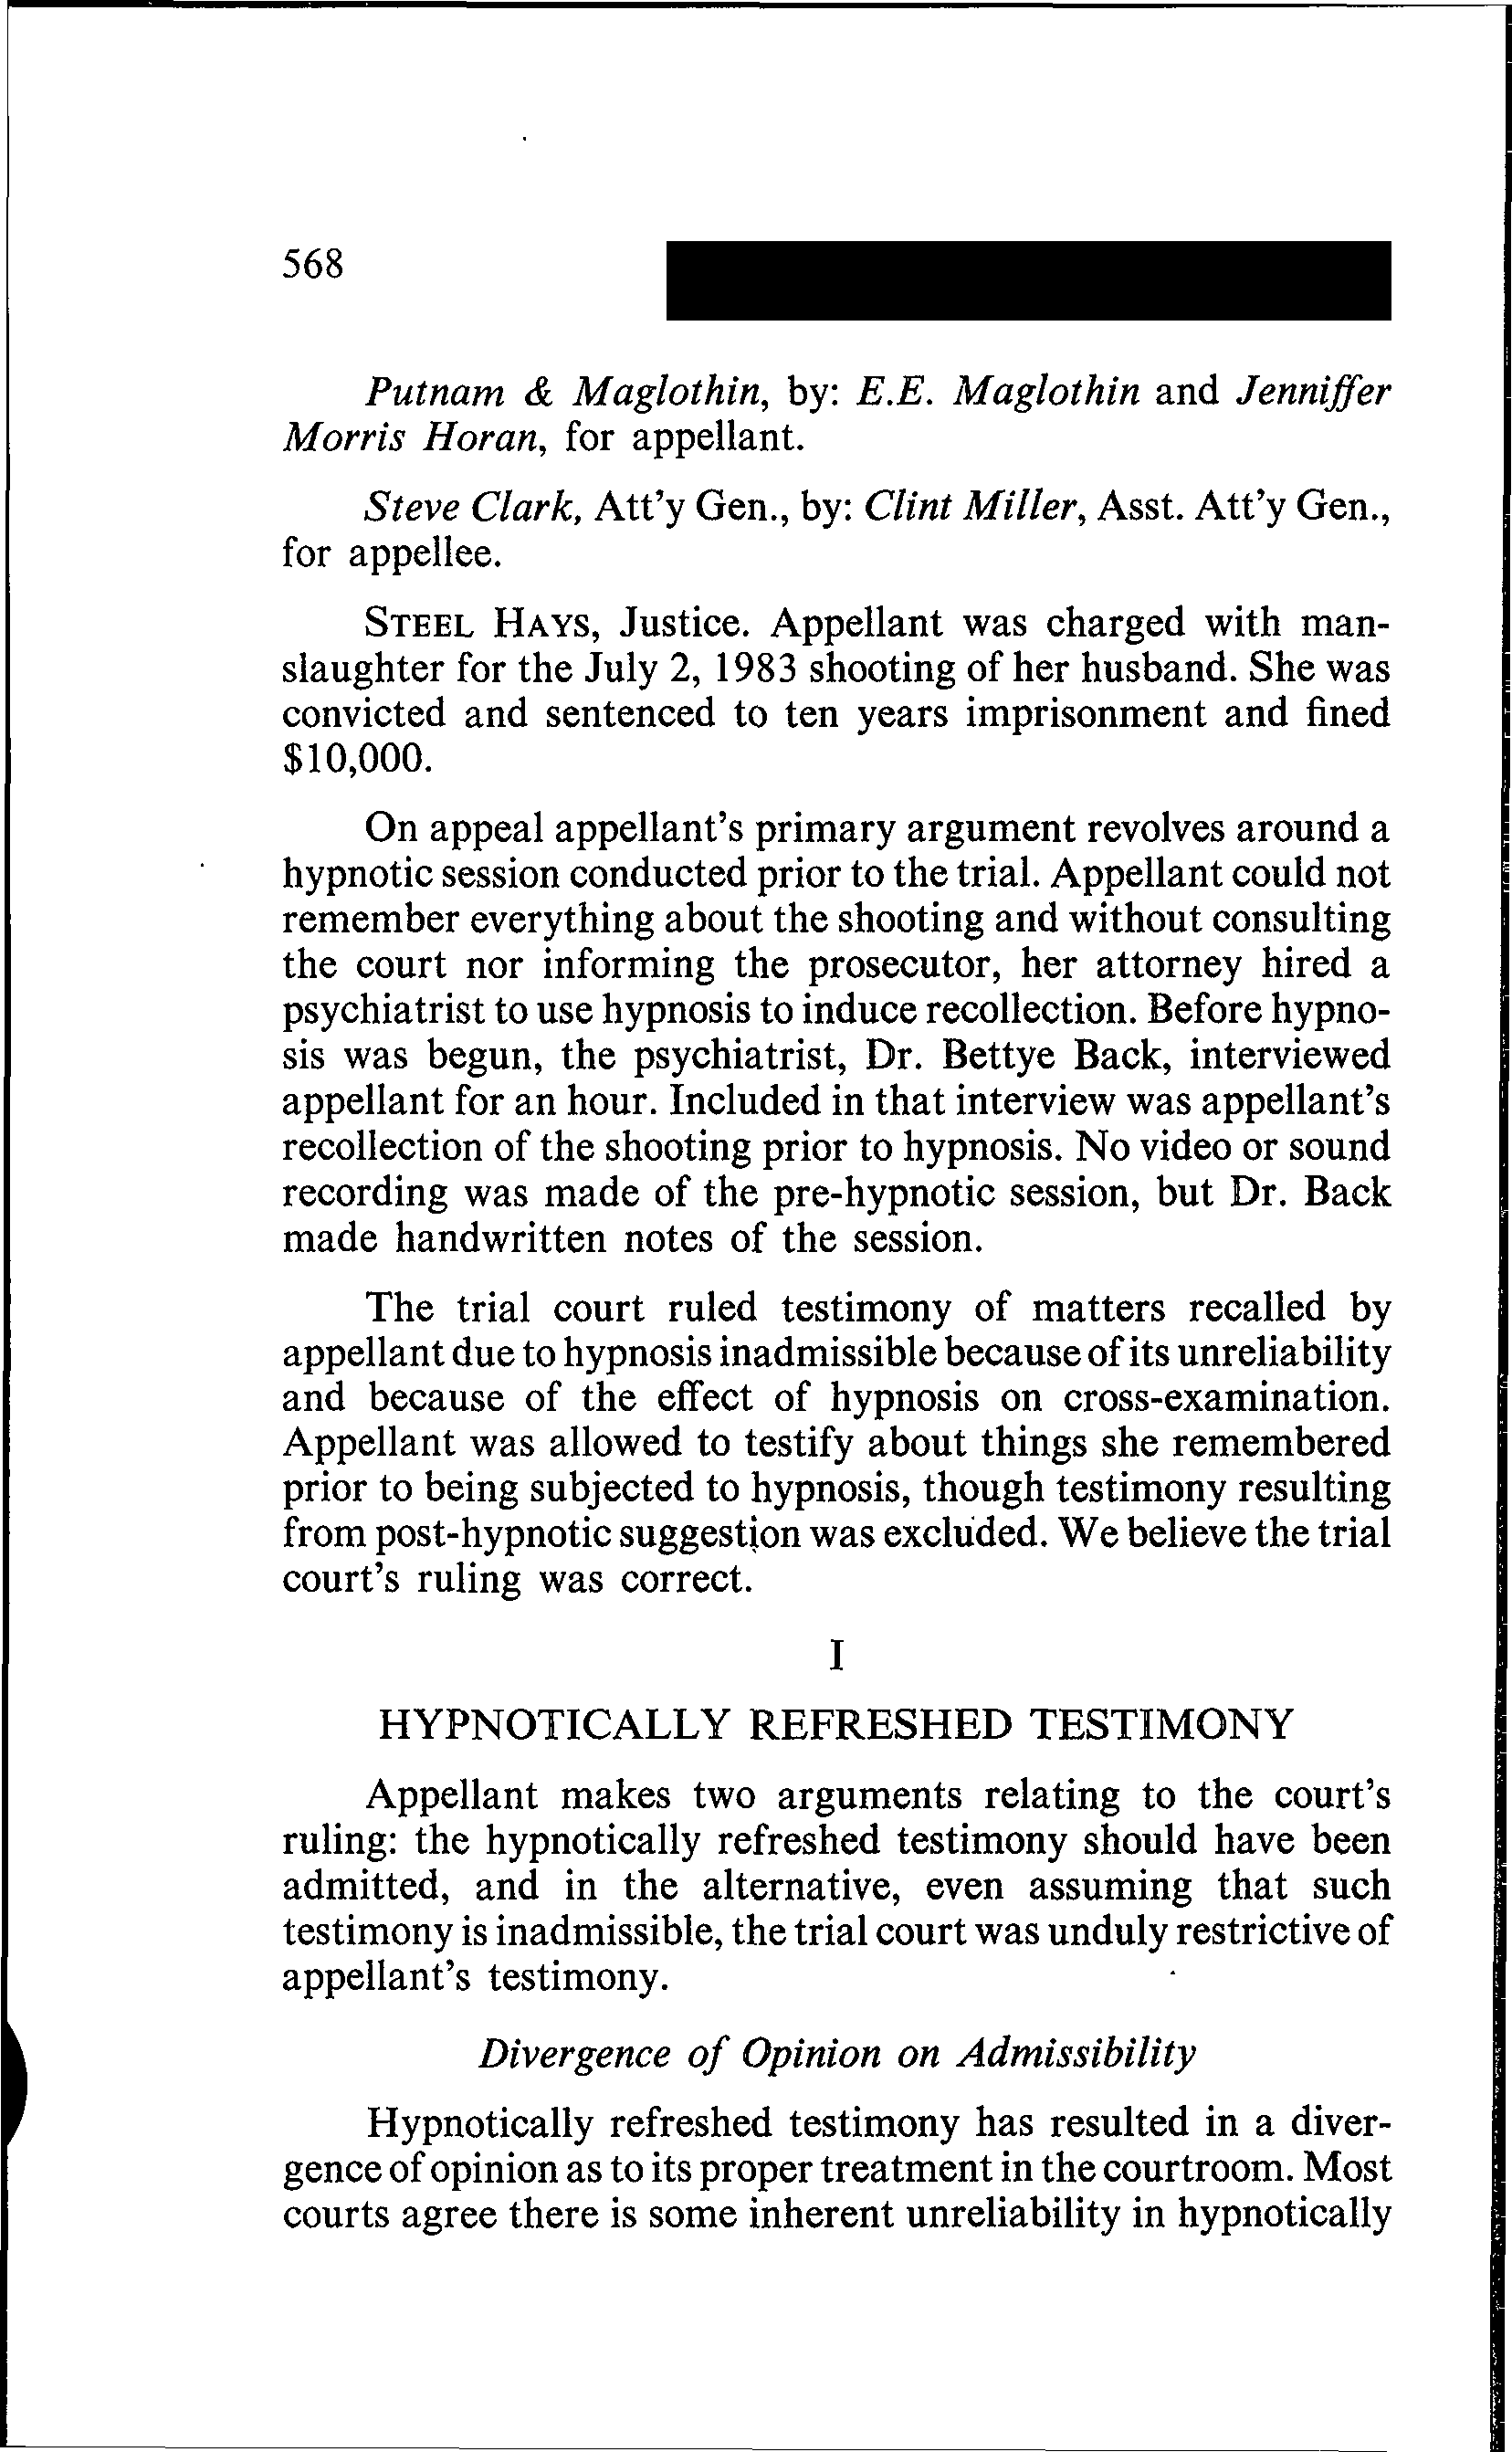 568
Putnam & Maglothin, by: E.E. Maglothin and Jenniffer
Morris Horan, for appellant.
Steve Clark, Att'y Gen., by: Clint Miller, Asst. Att'y Gen.,
for appellee.
STEEL HAYS, Justice. Appellant was charged with man-
slaughter for the July 2, 1983 shooting of her husband. She was
convicted and sentenced to ten years imprisonment and fined
$10,000.
On appeal appellant's primary argument revolves around a
hypnotic session conducted prior to the trial. Appellant could not
remember everything about the shooting and without consulting
the court nor informing the prosecutor, her attorney hired a
psychiatrist to use hypnosis to induce recollection. Before hypno-
sis was begun, the psychiatrist, Dr. Bettye Back, interviewed
appellant for an hour. Included in that interview was appellant's
recollection of the shooting prior to hypnosis. No video or sound
recording was made of the pre-hypnotic session, but Dr. Back
made handwritten notes of the session.
The trial court ruled testimony of matters recalled by
appellant due to hypnosis inadmissible because of its unreliability
and because of the effect of hypnosis on cross-examination.
Appellant was allowed to testify about things she remembered
prior to being subjected to hypnosis, though testimony resulting
from post-hypnotic suggestion was excluded. We believe the trial
court's ruling was correct.
I
HYPNOTICALLY REFRESHED TESTIMONY
Appellant makes two arguments relating to the court's
ruling: the hypnotically refreshed testimony should have been
admitted, and in the alternative, even assuming that such
testimony is inadmissible, the trial court was unduly restrictive of
appellant's testimony.
Divergence of Opinion on Admissibility
Hypnotically refreshed testimony has resulted in a diver-
gence of opinion as to its proper treatment in the courtroom. Most
courts agree there is some inherent unreliability in hypnotically